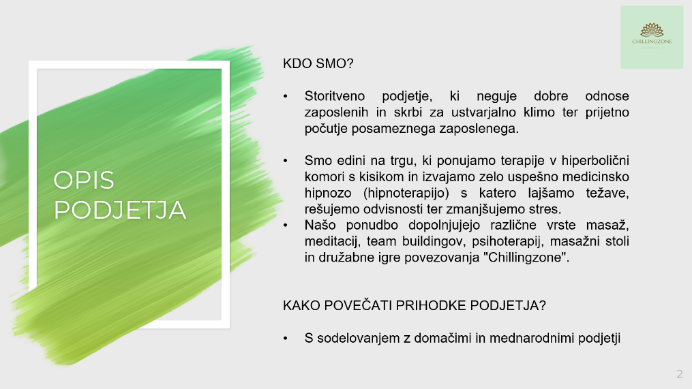 CHILLINGZONE
OPIS
PODJETJA
KDO SMO?
• Storitveno podjetje, ki neguje dobre odnose
zaposlenih in skrbi za ustvarjalno klimo ter prijetno
počutje posameznega zaposlenega.
• Smo edini na trgu, ki ponujamo terapije v hiperbolični
komori s kisikom in izvajamo zelo uspešno medicinsko
hipnozo (hipnoterapijo) s katero lajšamo težave,
rešujemo odvisnosti ter zmanjšujemo stres.
• Našo ponudbo dopolnjujejo različne vrste masaž,
meditacij, team buildingov, psihoterapij, masažni stoli
in družabne igre povezovanja "Chillingzone".
KAKO POVEČATI PRIHODKE PODJETJA?
• S sodelovanjem z domačimi in mednarodnimi podjetji
2